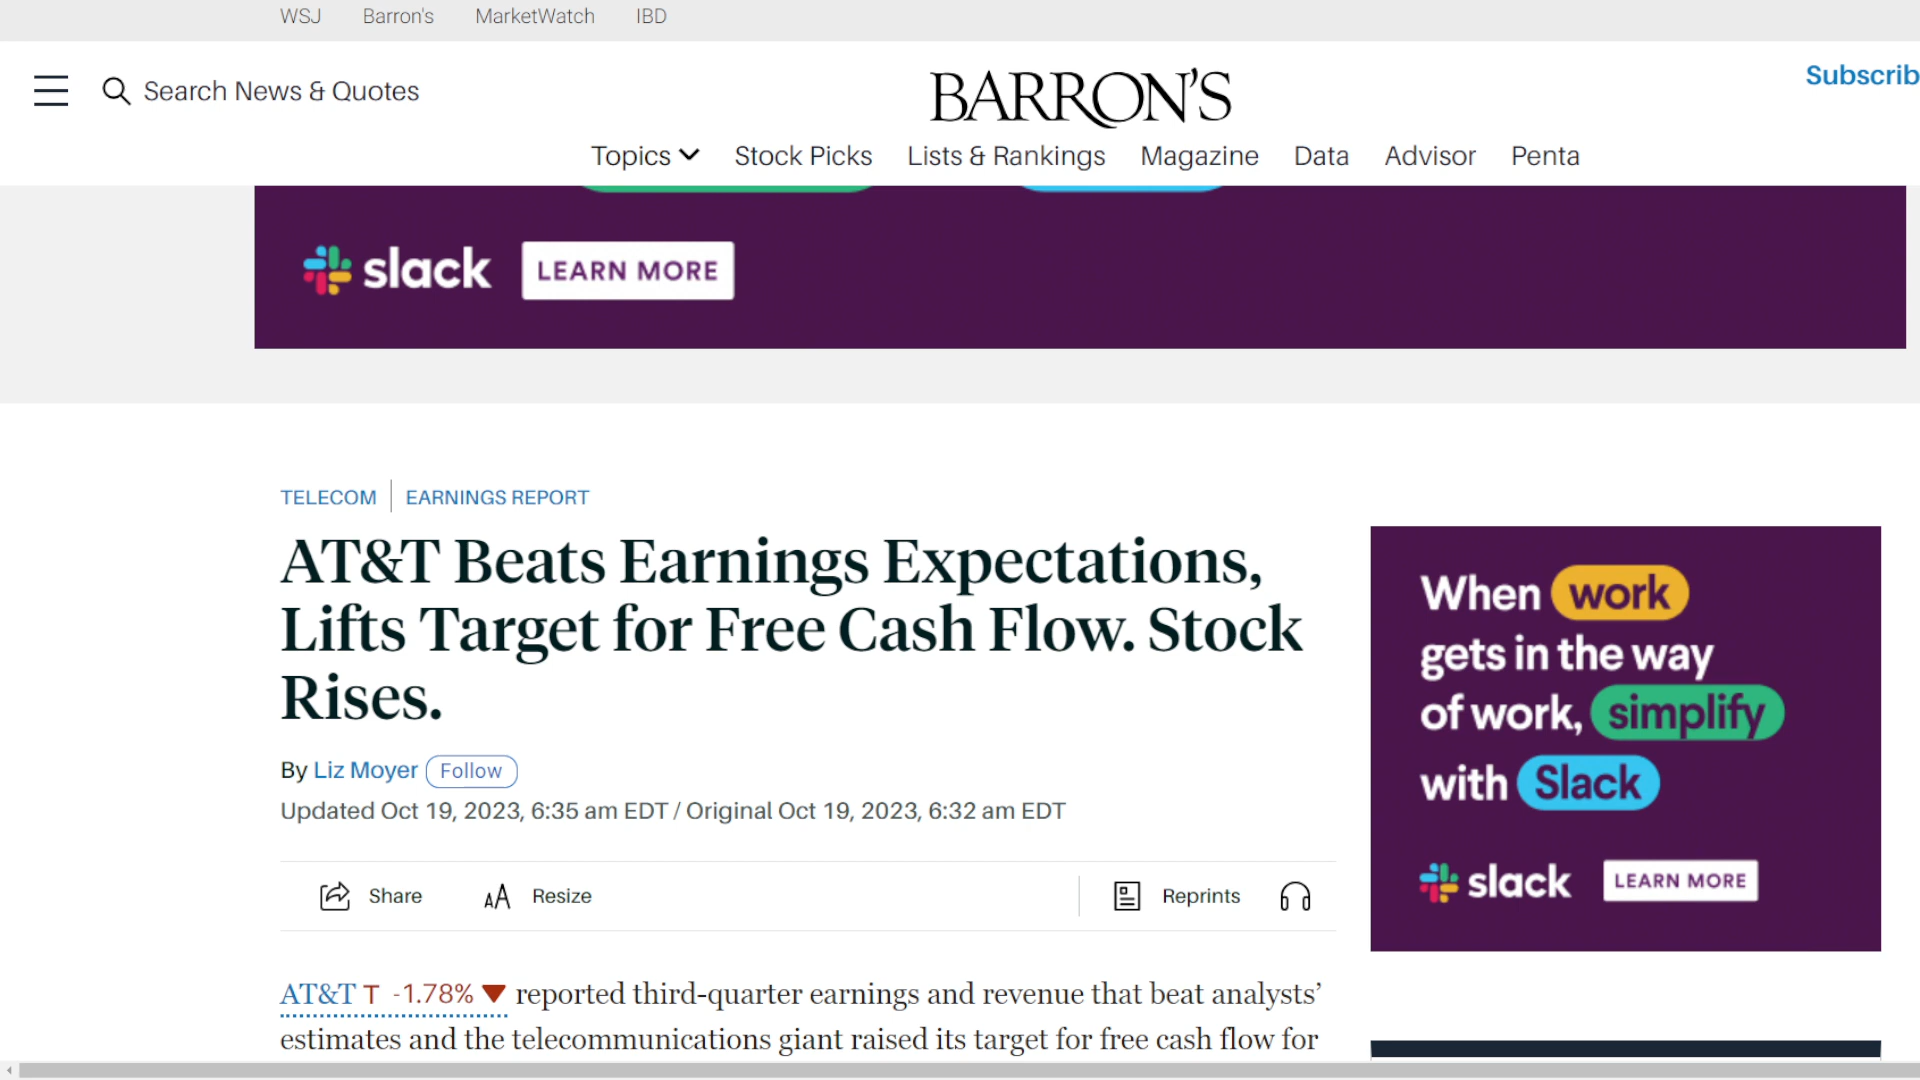 WSJ Barron's MarketWatch IBD
Search News & Quotes
BARRON'S
Subscrib
Topics Stock Picks Lists & Rankings Magazine Data Advisor Penta
slack LEARN MORE
TELECOM EARNINGS REPORT
AT&T Beats Earnings Expectations,
Lifts Target for Free Cash Flow. Stock
Rises.
By Liz Moyer Follow
Updated Oct 19, 2023, 6:35 am EDT / Original Oct 19, 2023, 6:32 am EDT
Share Resize Reprints
AT&T T -1.78% reported third-quarter earnings and revenue that beat analysts’
estimates and the telecommunications giant raised its target for free cash flow for
When work
gets in the way
of work, simplify
with Slack
slack LEARN MORE